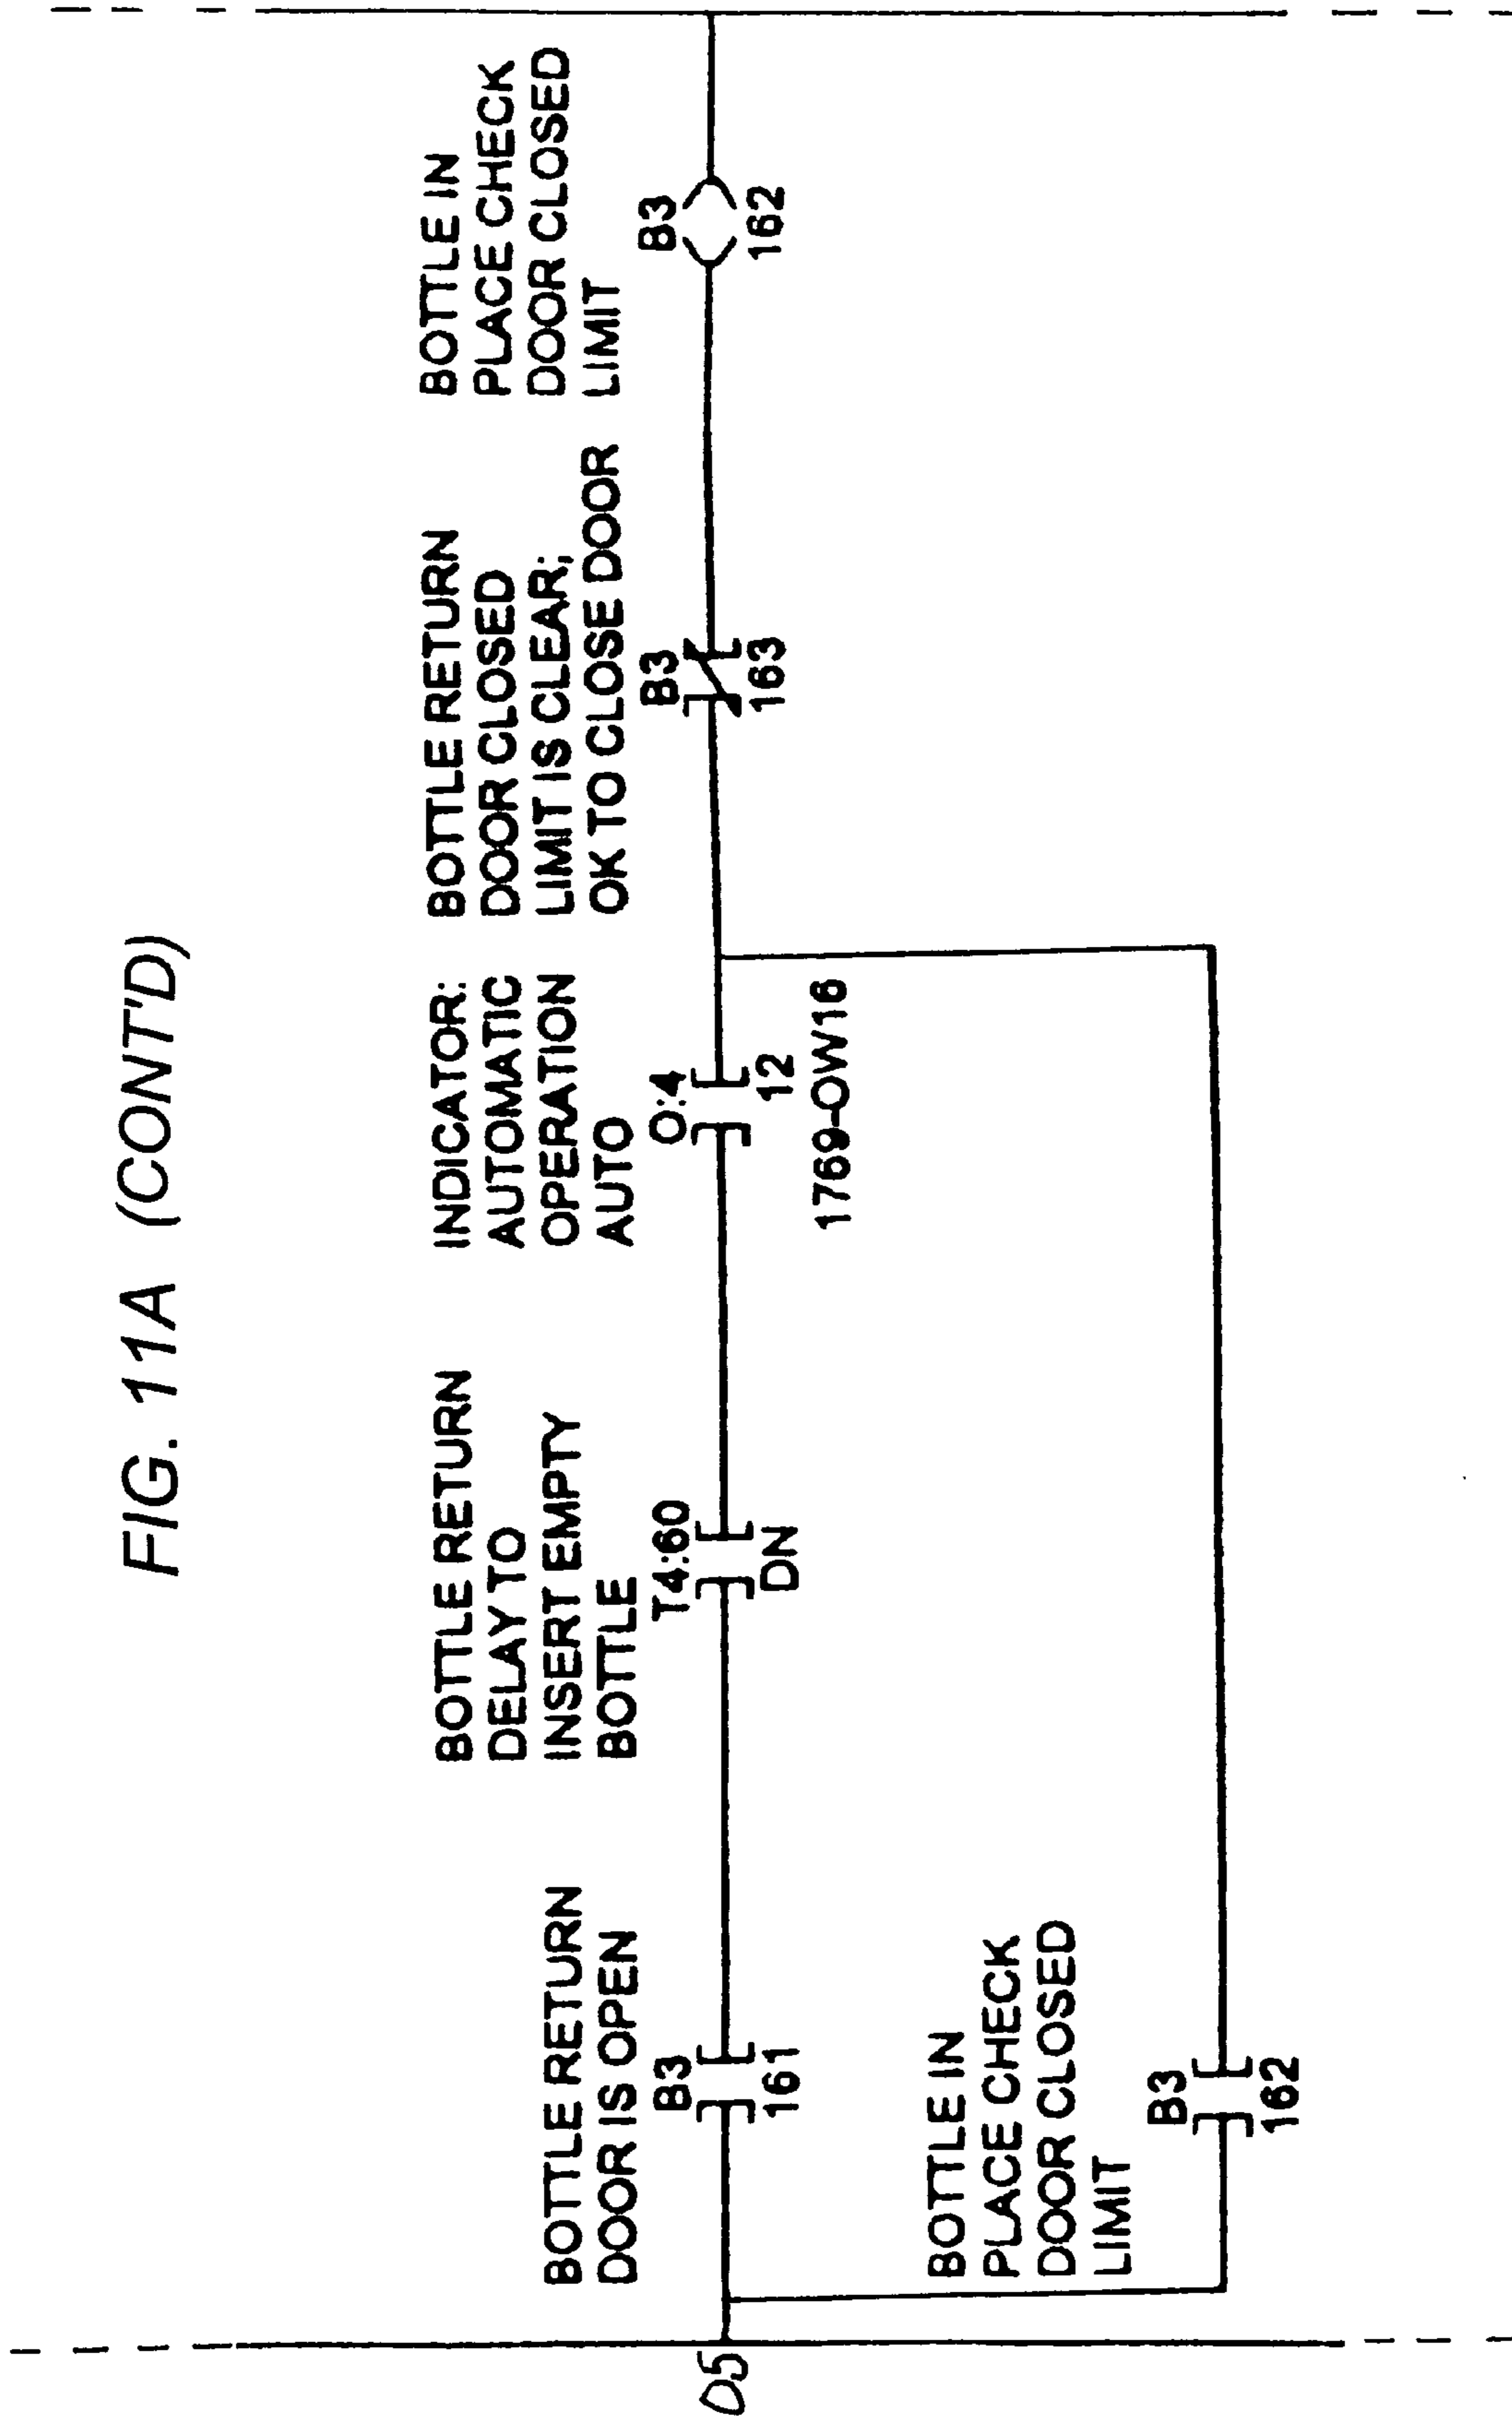 FIG. 11A (CONT'D)
BOTTLE RETURN
DOOR IS OPEN
B3
161
BOTTLE RETURN
DELAY TO
INSERT EMPTY
BOTTLE
T4:60
DN
INDICATOR:
AUTOMATIC
OPERATION
AUTO
O:4
12
1769-OW16
BOTTLE RETURN
DOOR CLOSED
LIMIT IS CLEAR;
OK TO CLOSE DOOR
B3
163
BOTTLE IN
PLACE CHECK
DOOR CLOSED
LIMIT
B3
162
05
BOTTLE IN
PLACE CHECK
DOOR CLOSED
LIMIT
B3
162